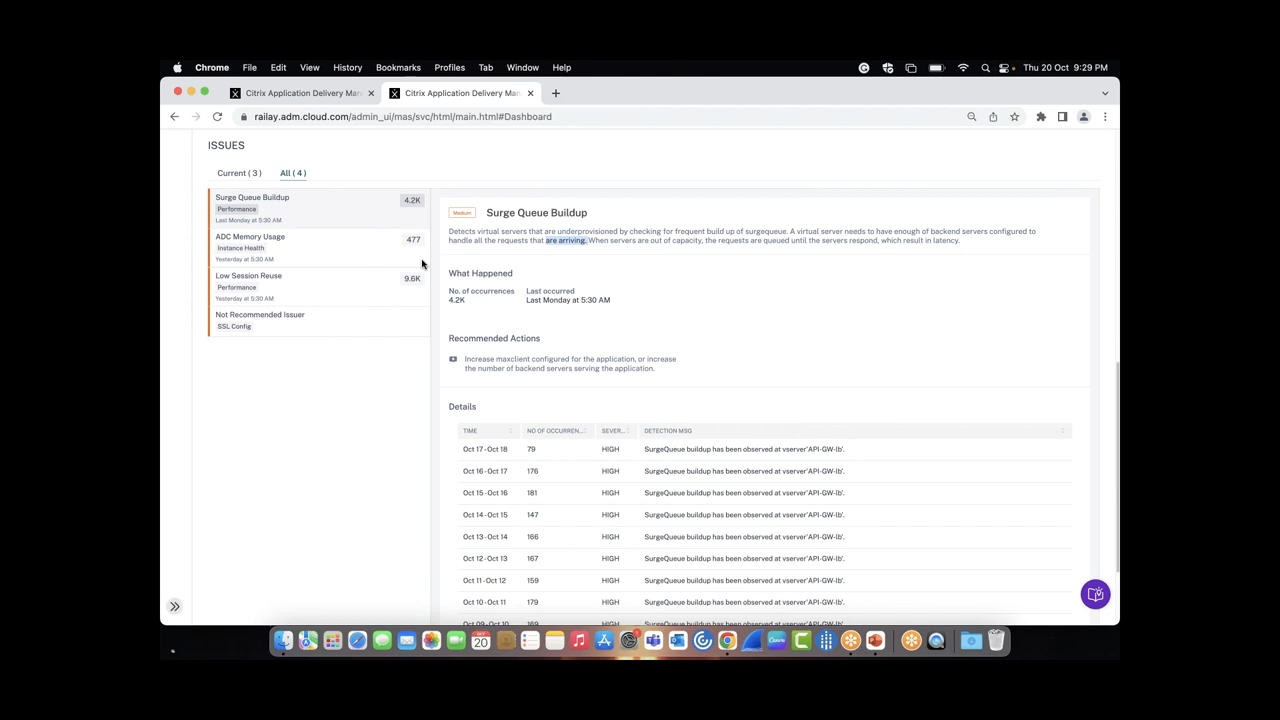 Chrome File Edit View History Bookmarks Profiles Tab Window Help Thu 20 Oct 9:29 PM
Citrix Application Delivery Man Citrix Application Delivery Man
railay.adm.cloud.com/admin_ui/mas/svc/html/main.html#Dashboard
ISSUES
Current ( 3 ) All ( 4 )
Surge Queue Buildup 4.2K
Performance
Last Monday at 5:30 AM
ADC Memory Usage 477
Instance Health
Yesterday at 5:30 AM
Low Session Reuse 9.6K
Performance
Yesterday at 5:30 AM
Not Recommended Issuer
SSL Config
Medium Surge Queue Buildup
Detects virtual servers that are underprovisioned by checking for frequent build up of surgequeue. A virtual server needs to have enough of backend servers configured to
handle all the requests that are arriving. When servers are out of capacity, the requests are queued until the servers respond, which result in latency.
What Happened
No. of occurrences Last occurred
4.2K Last Monday at 5:30 AM
Recommended Actions
Increase maxclient configured for the application, or increase
the number of backend servers serving the application.
Details
TIME NO OF OCCURREN... SEVER... DETECTION MSG
Oct 17 - Oct 18 79 HIGH SurgeQueue buildup has been observed at vserver'API-GW-lb'.
Oct 16 - Oct 17 176 HIGH SurgeQueue buildup has been observed at vserver'API-GW-lb'.
Oct 15 - Oct 16 181 HIGH SurgeQueue buildup has been observed at vserver'API-GW-lb'.
Oct 14 - Oct 15 147 HIGH SurgeQueue buildup has been observed at vserver'API-GW-lb'.
Oct 13 - Oct 14 166 HIGH SurgeQueue buildup has been observed at vserver'API-GW-lb'.
Oct 12 - Oct 13 167 HIGH SurgeQueue buildup has been observed at vserver'API-GW-lb'.
Oct 11 - Oct 12 159 HIGH SurgeQueue buildup has been observed at vserver'API-GW-lb'.
Oct 10 - Oct 11 179 HIGH SurgeQueue buildup has been observed at vserver'API-GW-lb'.